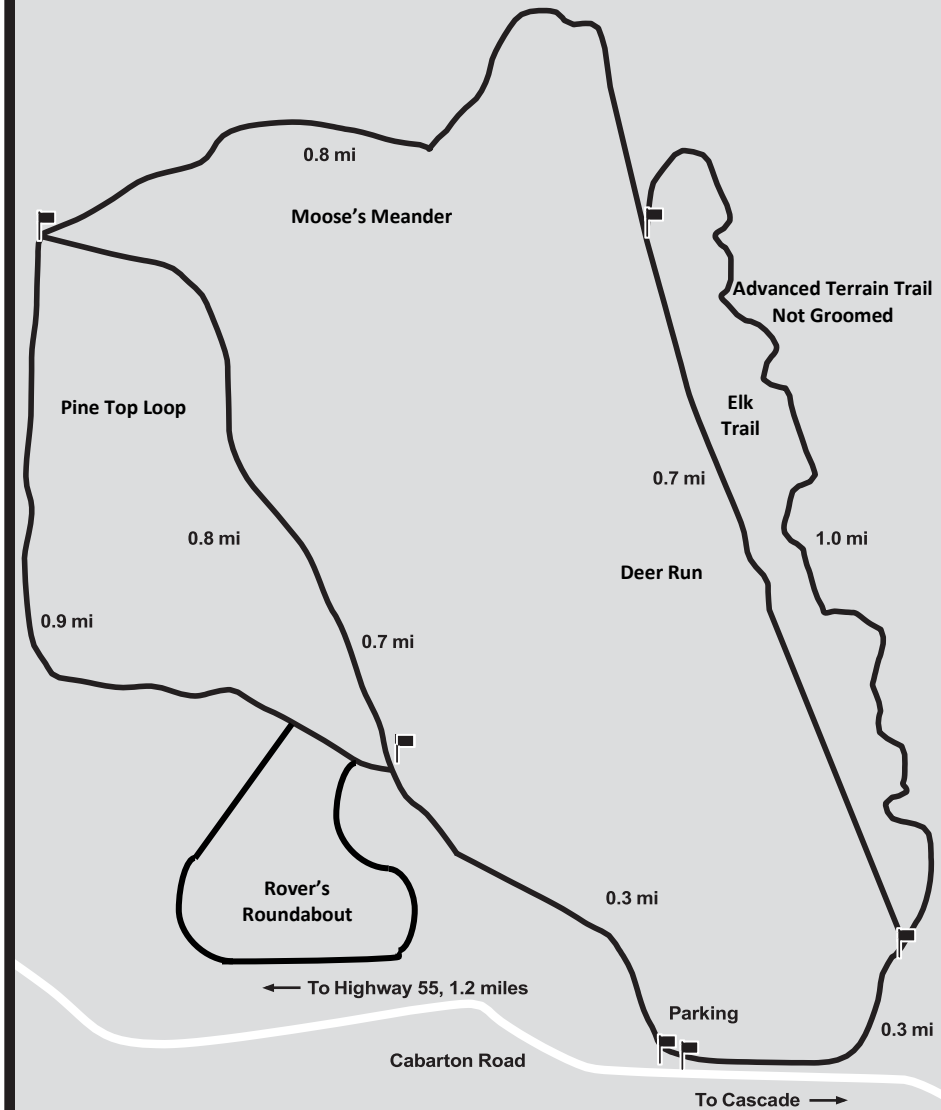 0.8 mi
Moose's Meander
Advanced Terrain Trail
Not Groomed
Pine Top Loop
Elk
Trail
0.7 mi
0.8 mi
1.0 mi
Deer Run
0.9 mi
0.7 mi
Rover's
Roundabout
0.3 mi
← To Highway 55, 1.2 miles
Parking
0.3 mi
Cabarton Road
To Cascade →